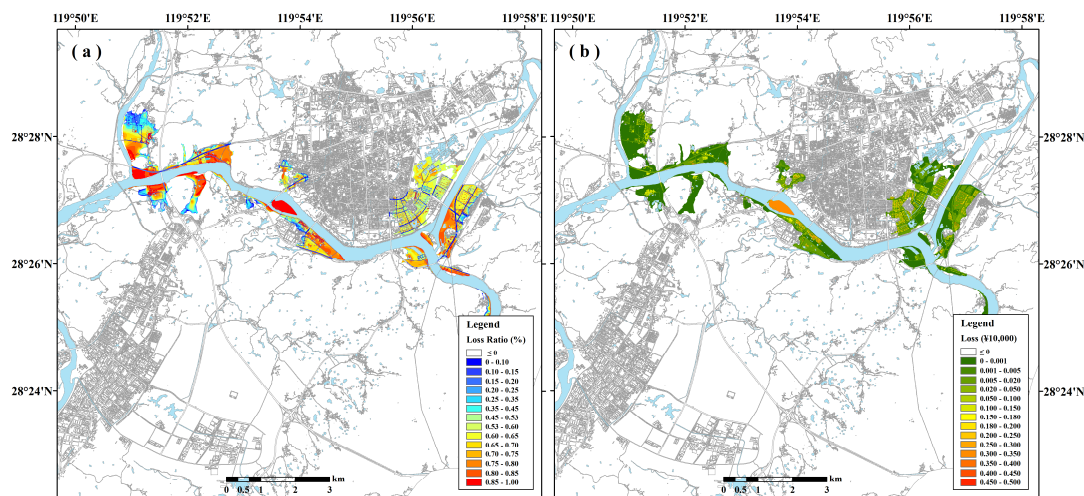 119°50'E 119°52'E 119°54'E 119°56'E 119°58'E 119°50'E 119°52'E 119°54'E 119°56'E 119°58'E
( a ) ( b )
28°28'N 28°28'N
28°26'N 28°26'N
28°24'N 28°24'N
Legend
Loss Ratio (%)
≤ 0
0 - 0.10
0.10 - 0.15
0.15 - 0.20
0.20 - 0.25
0.25 - 0.35
0.35 - 0.45
0.45 - 0.53
0.53 - 0.60
0.60 - 0.65
0.65 - 0.70
0.70 - 0.75
0.75 - 0.80
0.80 - 0.85
0.85 - 1.00
km
0 0.5 1 2 3
Legend
Loss (¥10,000)
≤ 0
0 - 0.001
0.001 - 0.005
0.005 - 0.020
0.020 - 0.050
0.050 - 0.100
0.100 - 0.150
0.150 - 0.180
0.180 - 0.200
0.200 - 0.250
0.250 - 0.300
0.300 - 0.350
0.350 - 0.400
0.400 - 0.450
0.450 - 0.500
km
0 0.5 1 2 3